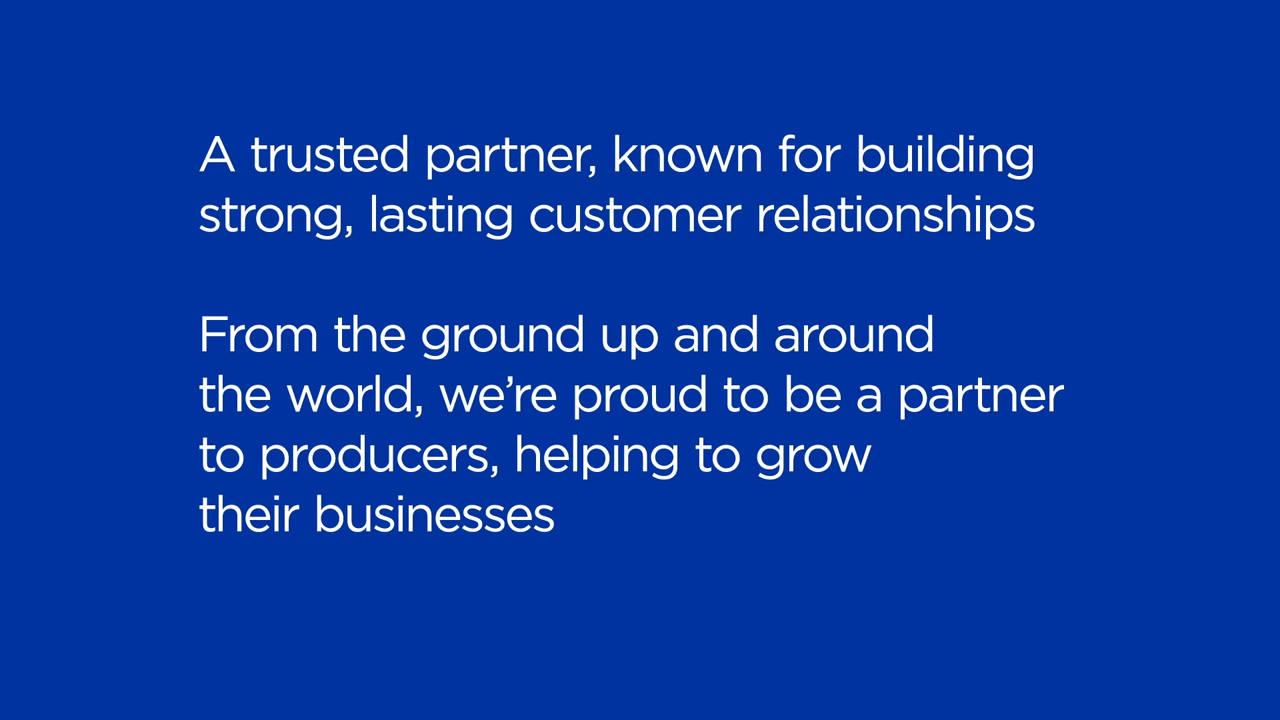 A trusted partner, known for building
strong, lasting customer relationships
From the ground up and around
the world, we’re proud to be a partner
to producers, helping to grow
their businesses